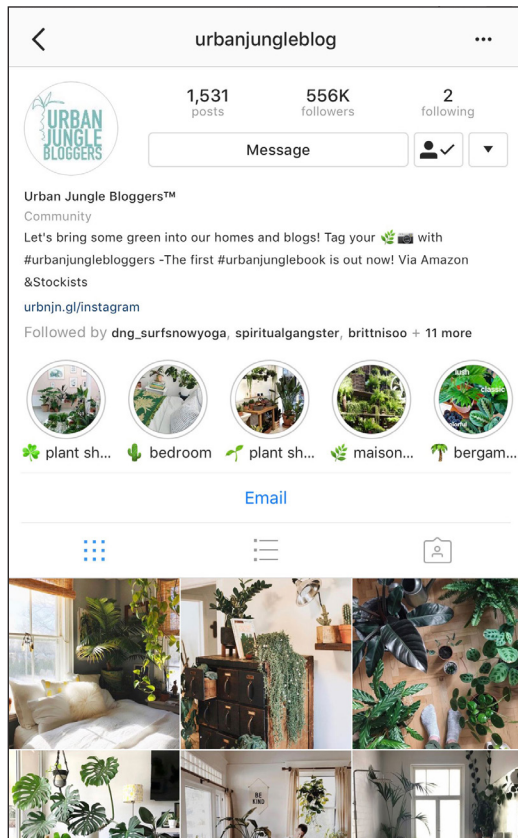 urbanjungleblog
URBAN
JUNGLE
BLOGGERS
1,531 556K 2
posts followers following
Message
Urban Jungle Bloggers™
Community
Let's bring some green into our homes and blogs! Tag your 🌿📷 with
#urbanjunglebloggers -The first #urbanjunglebook is out now! Via Amazon
&Stockists
urbnjn.gl/instagram
Followed by dng_surfsnowyoga, spiritualgangster, brittnisoo + 11 more
lush
classic
colorful
☘️ plant sh... 🌵 bedroom 🌱 plant sh... 🌿 maison... 🌴 bergam...
Email
BE
KIND